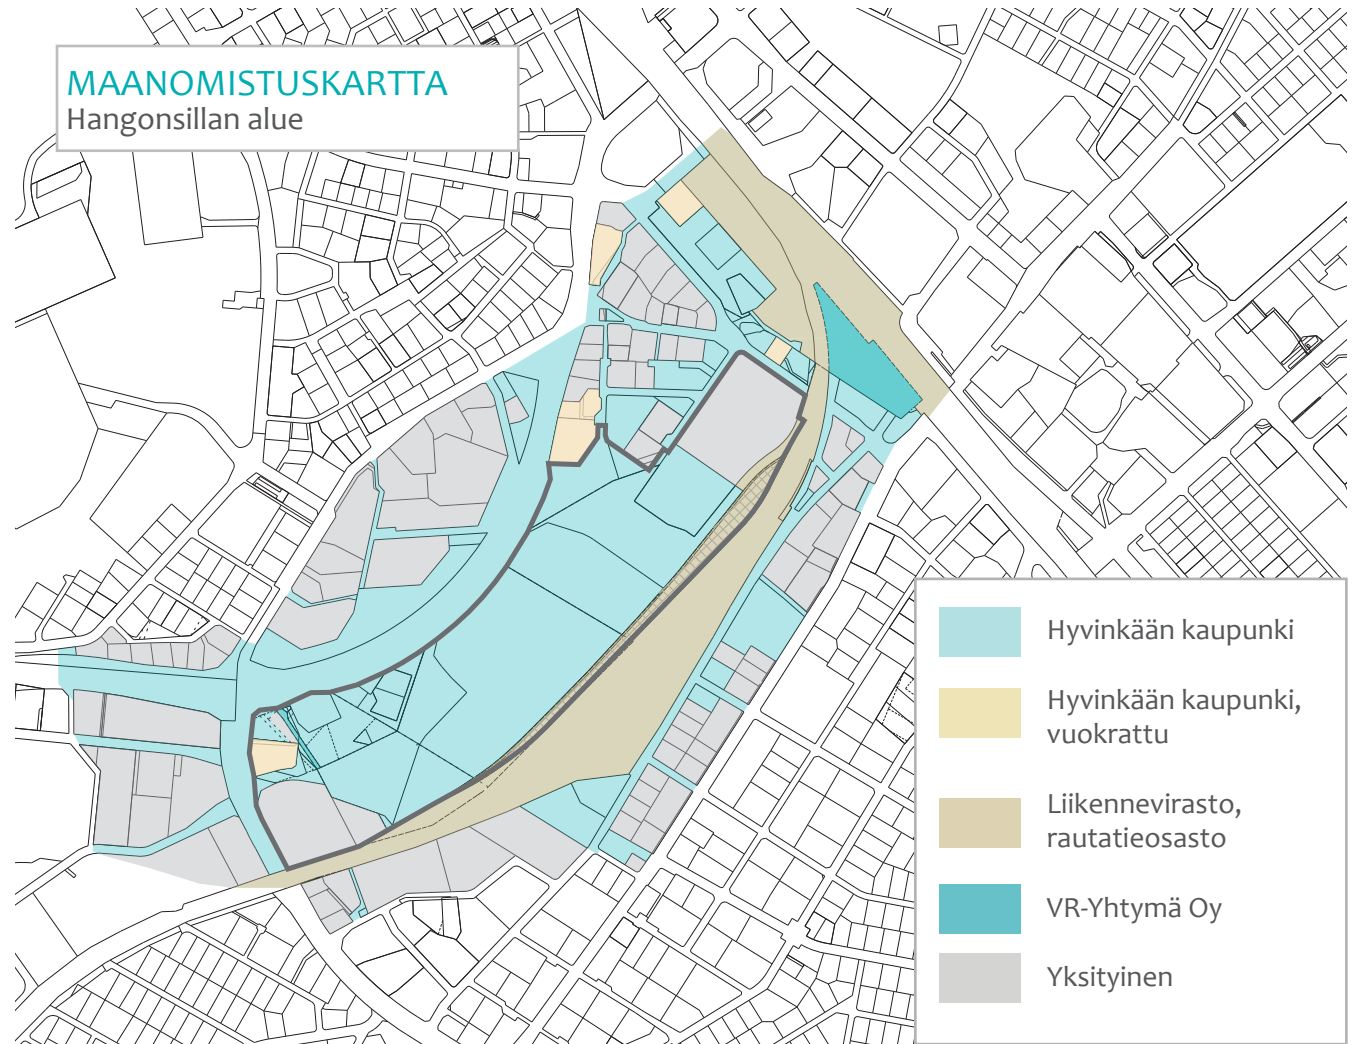 MAANOMISTUSKARTTA
Hangonsillan alue
Hyvinkään kaupunki
Hyvinkään kaupunki,
vuokrattu
Liikennevirasto,
rautatieosasto
VR-Yhtymä Oy
Yksityinen